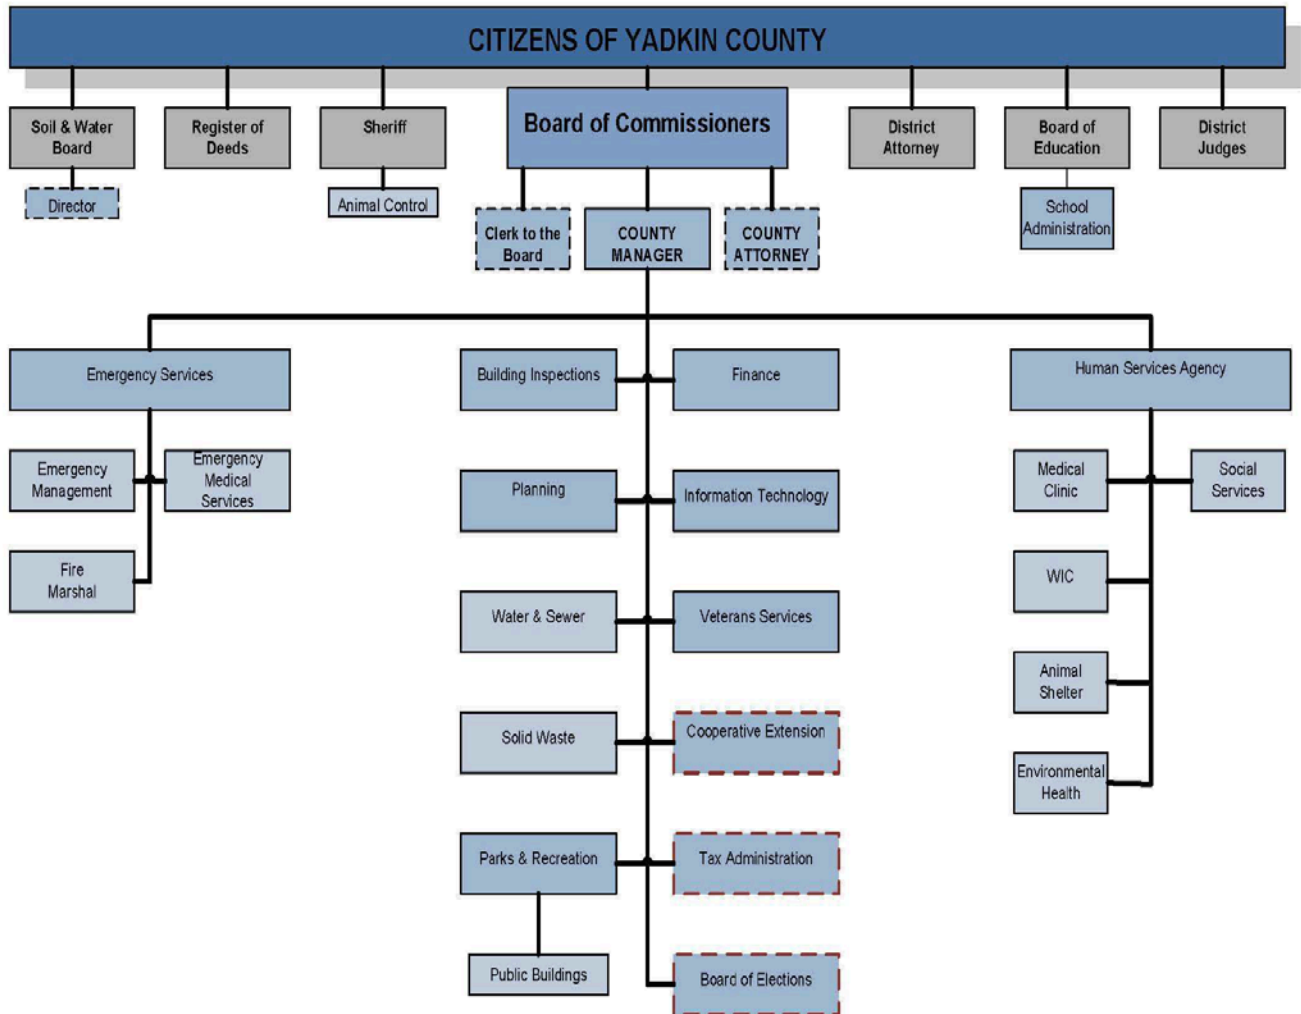 CITIZENS OF YADKIN COUNTY
Soil & Water
Board
Register of
Deeds
Sheriff
Board of Commissioners
District
Attorney
Board of
Education
District
Judges
Director
Animal Control
School
Administration
Clerk to the
Board
COUNTY
MANAGER
COUNTY
ATTORNEY
Emergency Services
Building Inspections
Finance
Human Services Agency
Emergency
Management
Emergency
Medical
Services
Planning
Information Technology
Medical
Clinic
Social
Services
Fire
Marshal
WIC
Water & Sewer
Veterans Services
Animal
Shelter
Solid Waste
Cooperative Extension
Environmental
Health
Parks & Recreation
Tax Administration
Public Buildings
Board of Elections